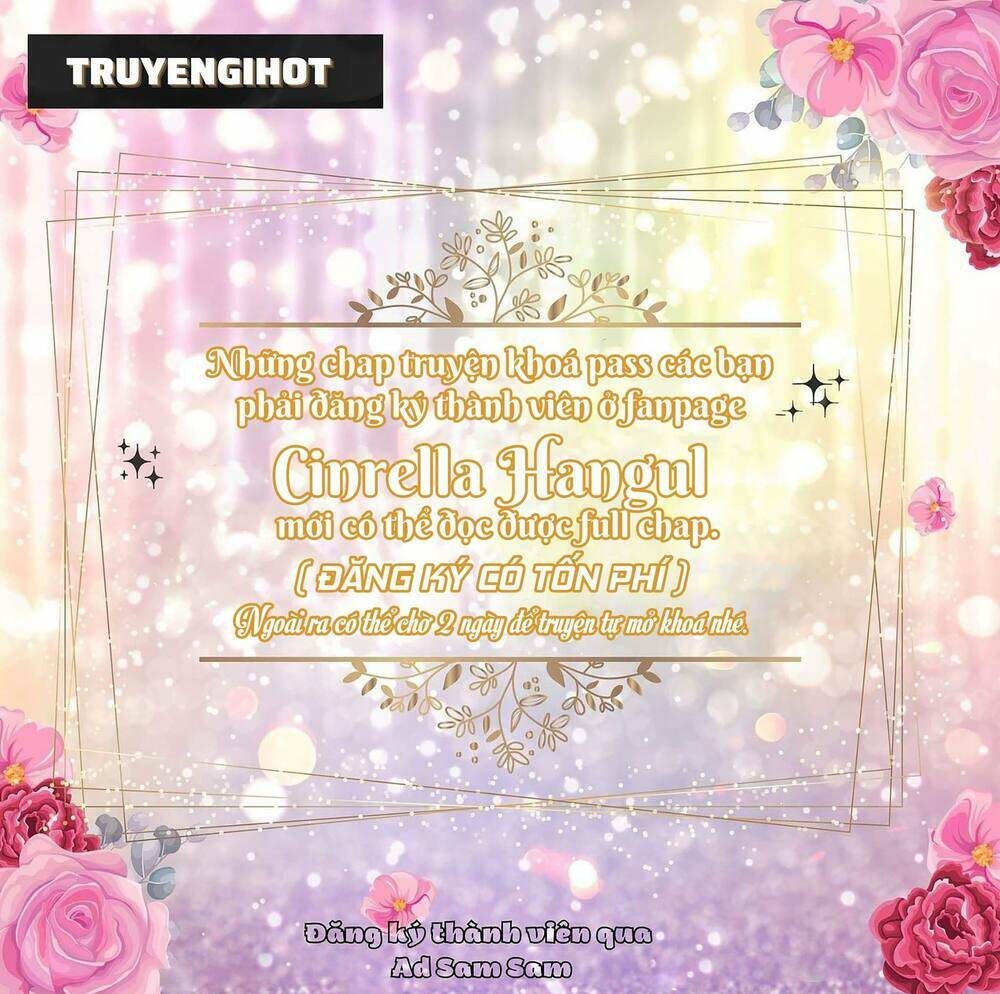 TRUYENGIHOT
Những chap truyện khoá pass các bạn
phải đăng ký thành viên ở fanpage
Cinrella Hangul
mới có thể đọc được full chap.
( ĐĂNG KÝ CÓ TỐN PHÍ )
Ngoài ra có thể chờ 2 ngày để truyện tự mở khoá nhé.
Đăng ký thành viên qua
Ad Sam Sam